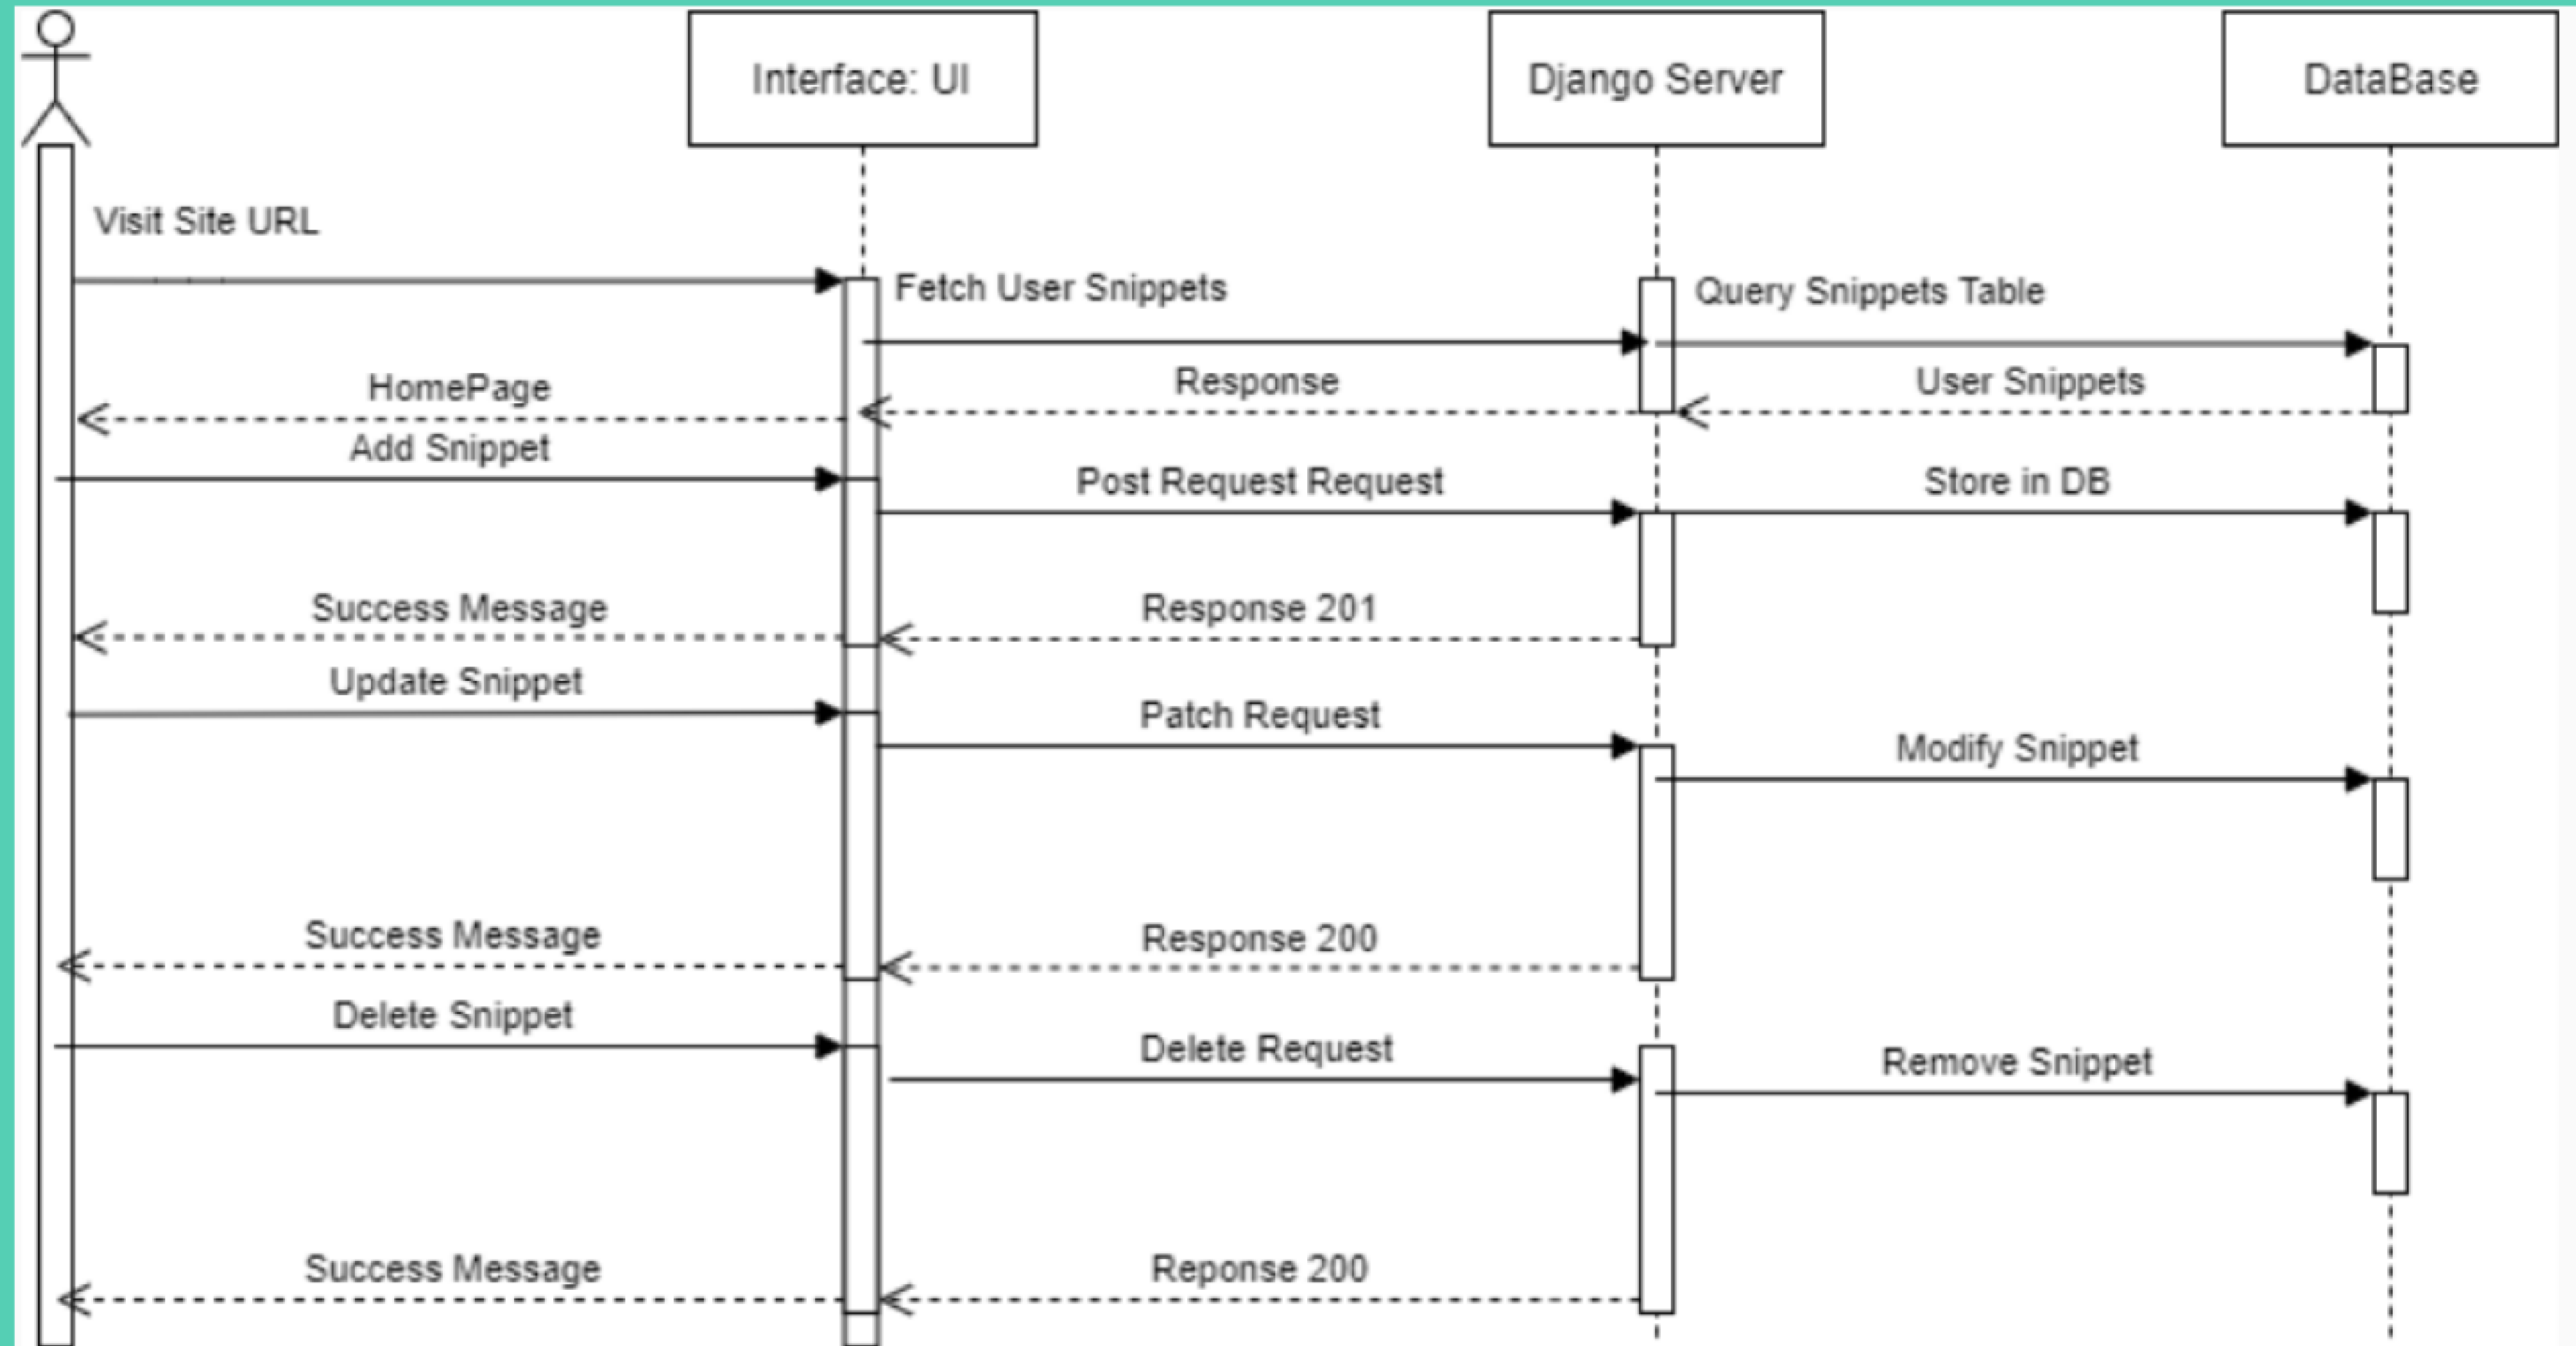 Interface: UI
Django Server
DataBase
Visit Site URL
Fetch User Snippets
Query Snippets Table
HomePage
Response
User Snippets
Add Snippet
Post Request Request
Store in DB
Success Message
Response 201
Update Snippet
Patch Request
Modify Snippet
Success Message
Response 200
Delete Snippet
Delete Request
Remove Snippet
Success Message
Reponse 200